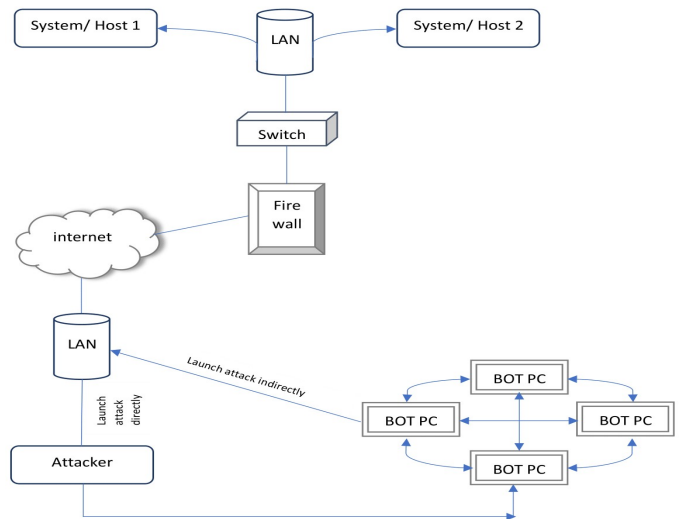 System/ Host 1
LAN
System/ Host 2
Switch
Fire
wall
internet
LAN
Launch attack indirectly
Launch
attack
directly
BOT PC
BOT PC
BOT PC
BOT PC
Attacker